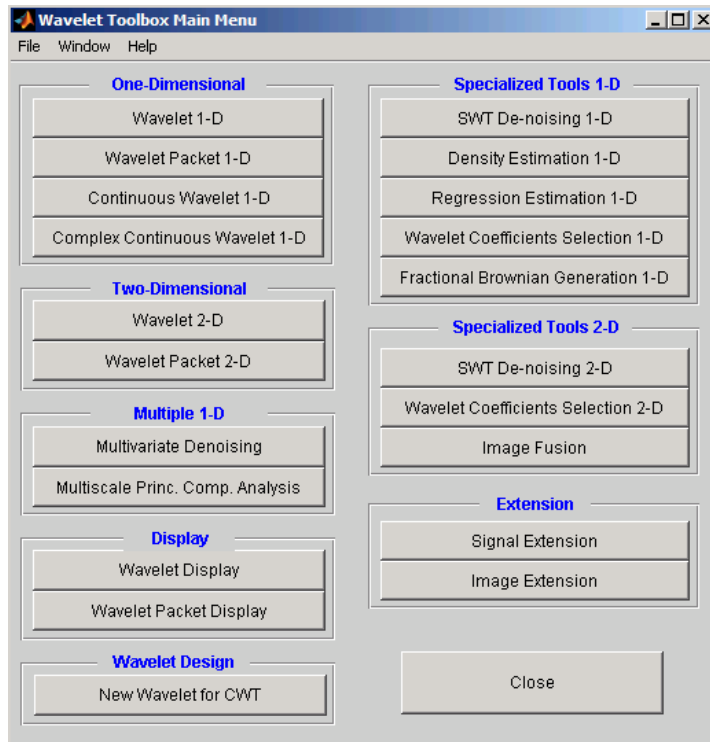 Wavelet Toolbox Main Menu
File Window Help
One-Dimensional
Wavelet 1-D
Wavelet Packet 1-D
Continuous Wavelet 1-D
Complex Continuous Wavelet 1-D
Two-Dimensional
Wavelet 2-D
Wavelet Packet 2-D
Multiple 1-D
Multivariate Denoising
Multiscale Princ. Comp. Analysis
Display
Wavelet Display
Wavelet Packet Display
Wavelet Design
New Wavelet for CWT
Specialized Tools 1-D
SWT De-noising 1-D
Density Estimation 1-D
Regression Estimation 1-D
Wavelet Coefficients Selection 1-D
Fractional Brownian Generation 1-D
Specialized Tools 2-D
SWT De-noising 2-D
Wavelet Coefficients Selection 2-D
Image Fusion
Extension
Signal Extension
Image Extension
Close